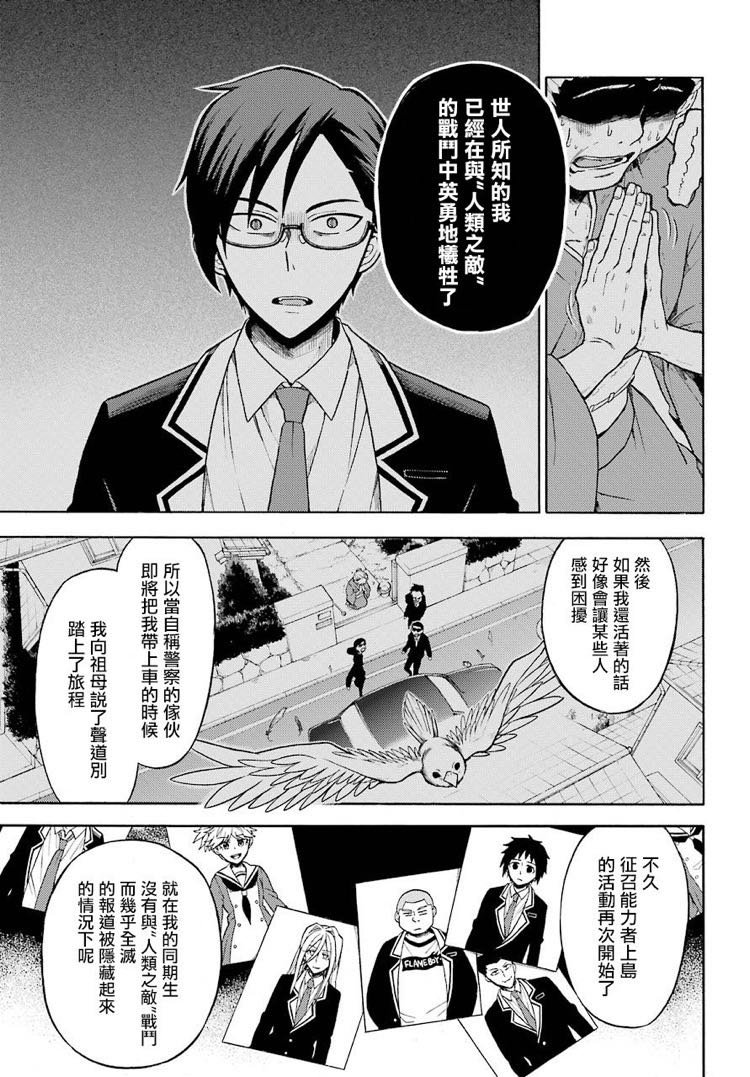 世人所知的我
已經在與"人類之敵"
的戰鬥中英勇地犧牲了
然後
如果我還活著的話
好像會讓某些人
感到困擾
所以當自稱警察的傢伙
即將把我帶上車的時候
我向祖母説了聲道別
踏上了旅程
不久
征召能力者上島
的活動再次開始了
FLAME BOY
就在我的同期生
沒有與"人類之敵"戰鬥
而幾乎全滅
的報道被隱藏起來
的情況下呢